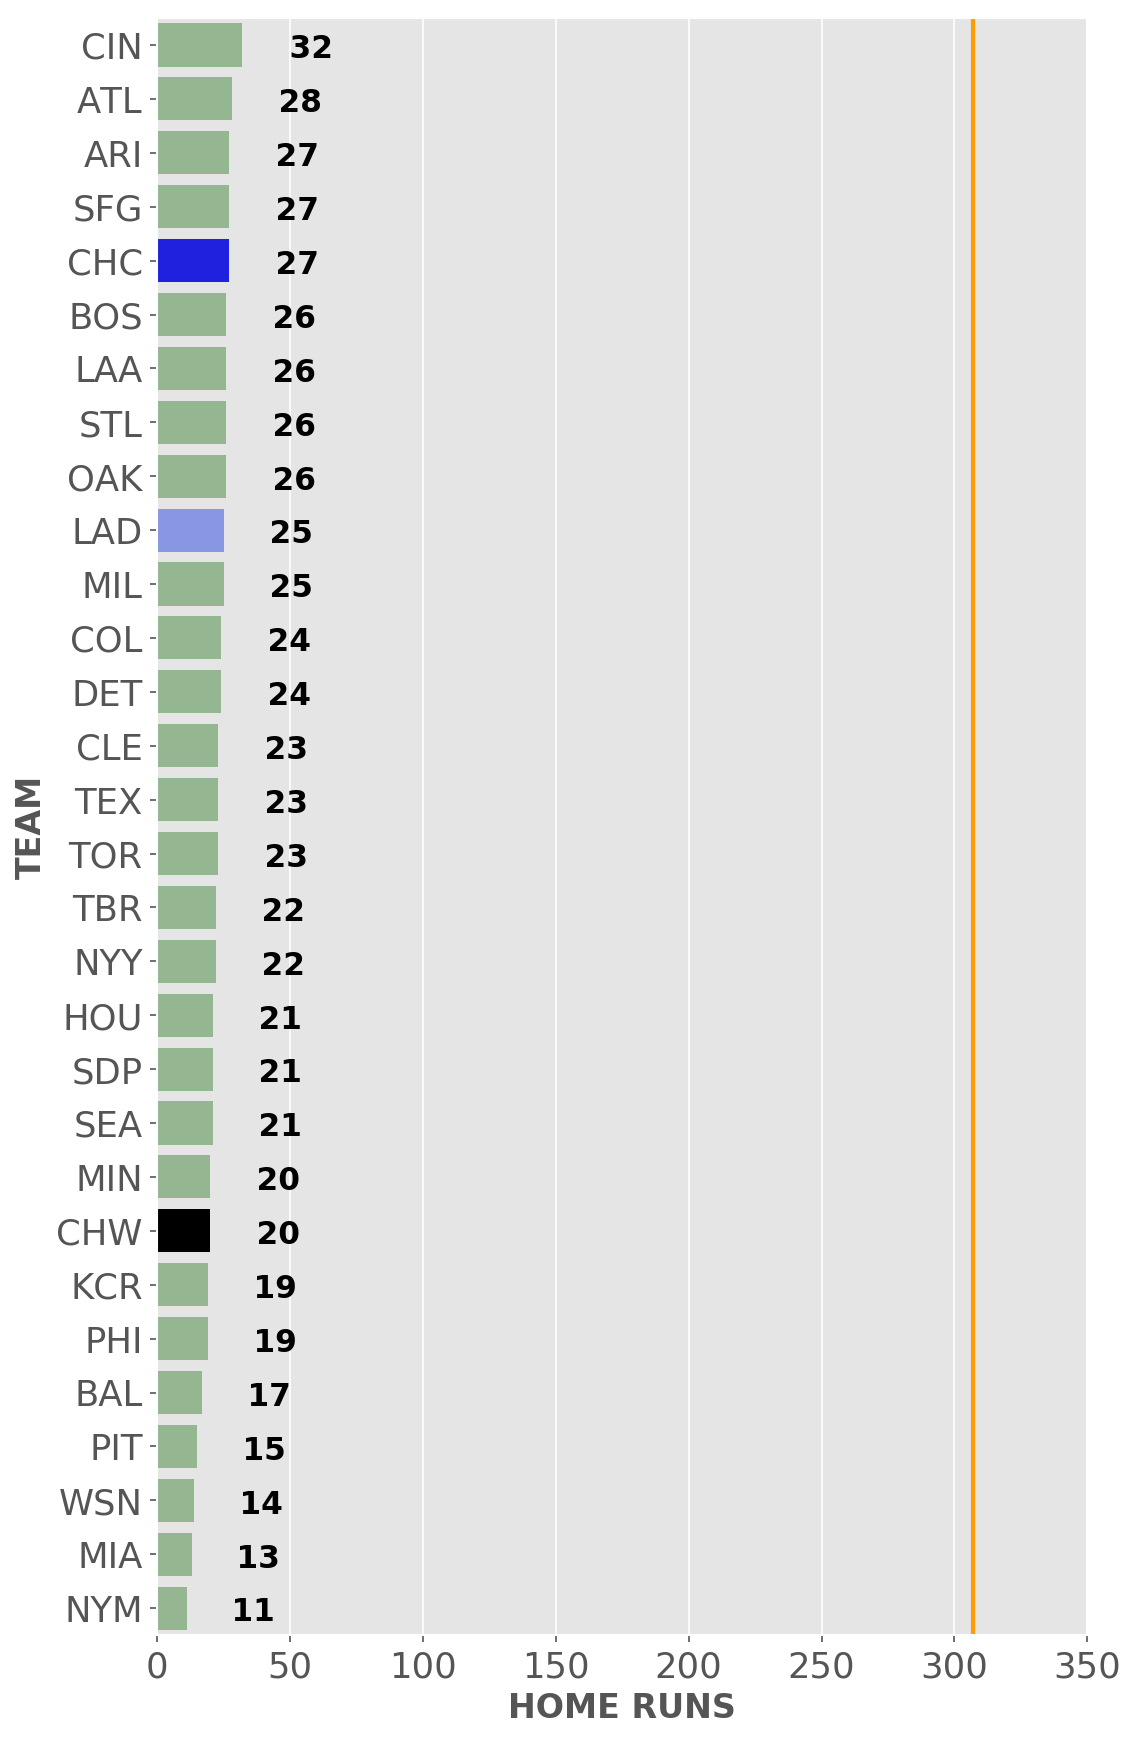 CIN 32
ATL 28
ARI 27
SFG 27
CHC 27
BOS 26
LAA 26
STL 26
OAK 26
LAD 25
MIL 25
COL 24
DET 24
CLE 23
TEX 23
TOR 23
TBR 22
NYY 22
HOU 21
SDP 21
SEA 21
MIN 20
CHW 20
KCR 19
PHI 19
BAL 17
PIT 15
WSN 14
MIA 13
NYM 11
TEAM
0 50 100 150 200 250 300 350
HOME RUNS